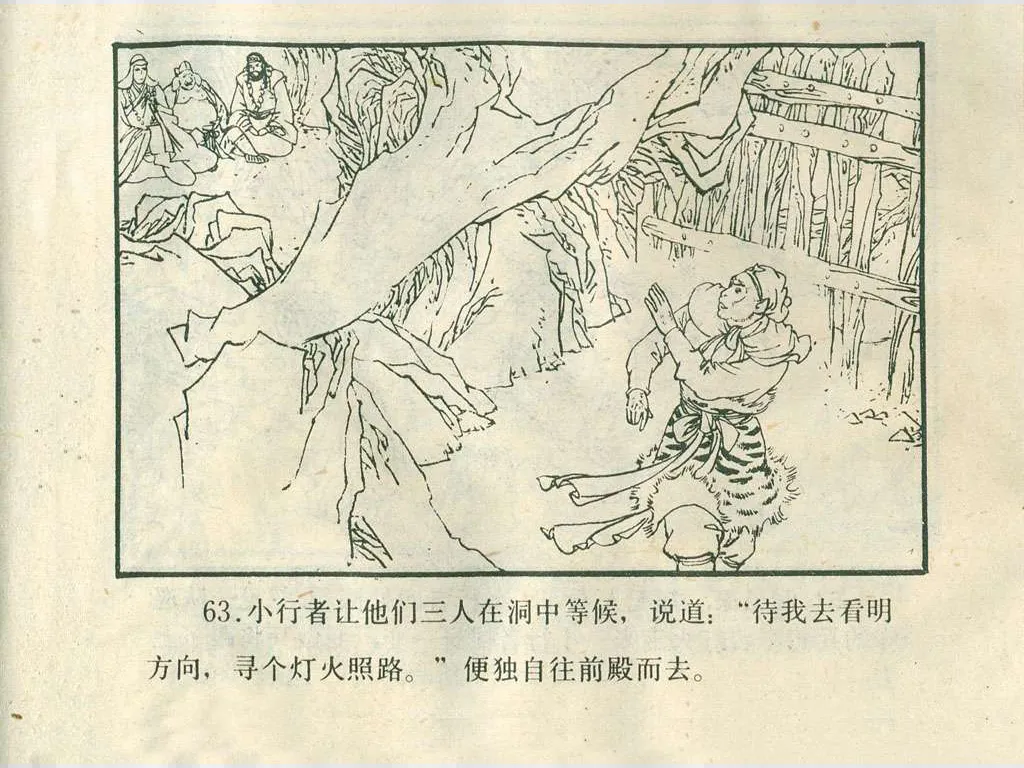 63.小行者让他们三人在洞中等候，说道：“待我去看明
方向，寻个灯火照路。”便独自往前殿而去。